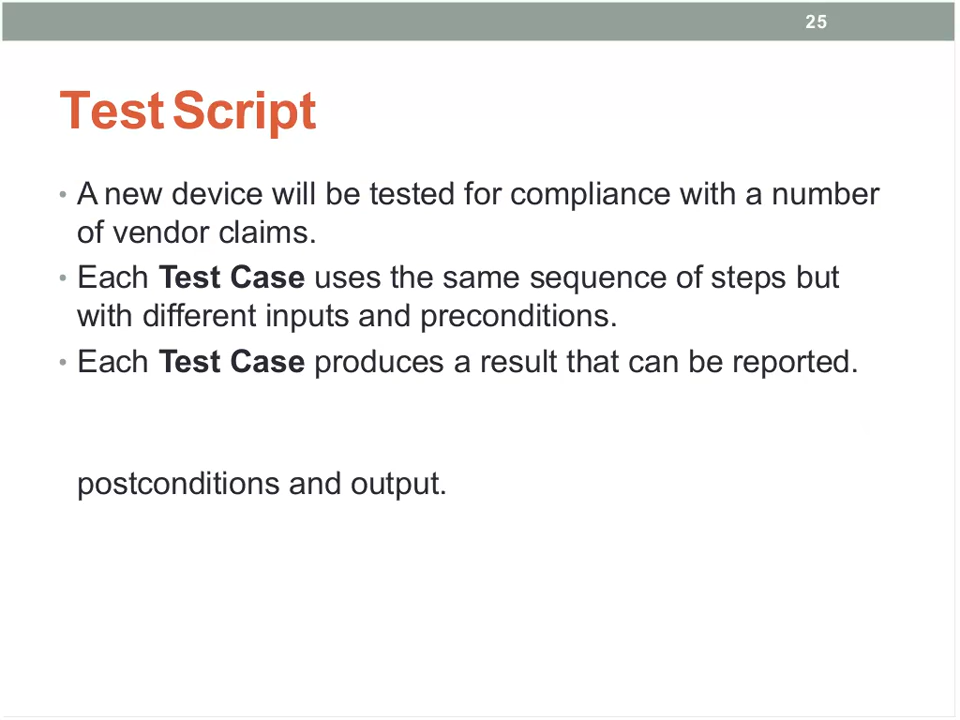 25
Test Script
• A new device will be tested for compliance with a number
of vendor claims.
• Each Test Case uses the same sequence of steps but
with different inputs and preconditions.
• Each Test Case produces a result that can be reported.
postconditions and output.